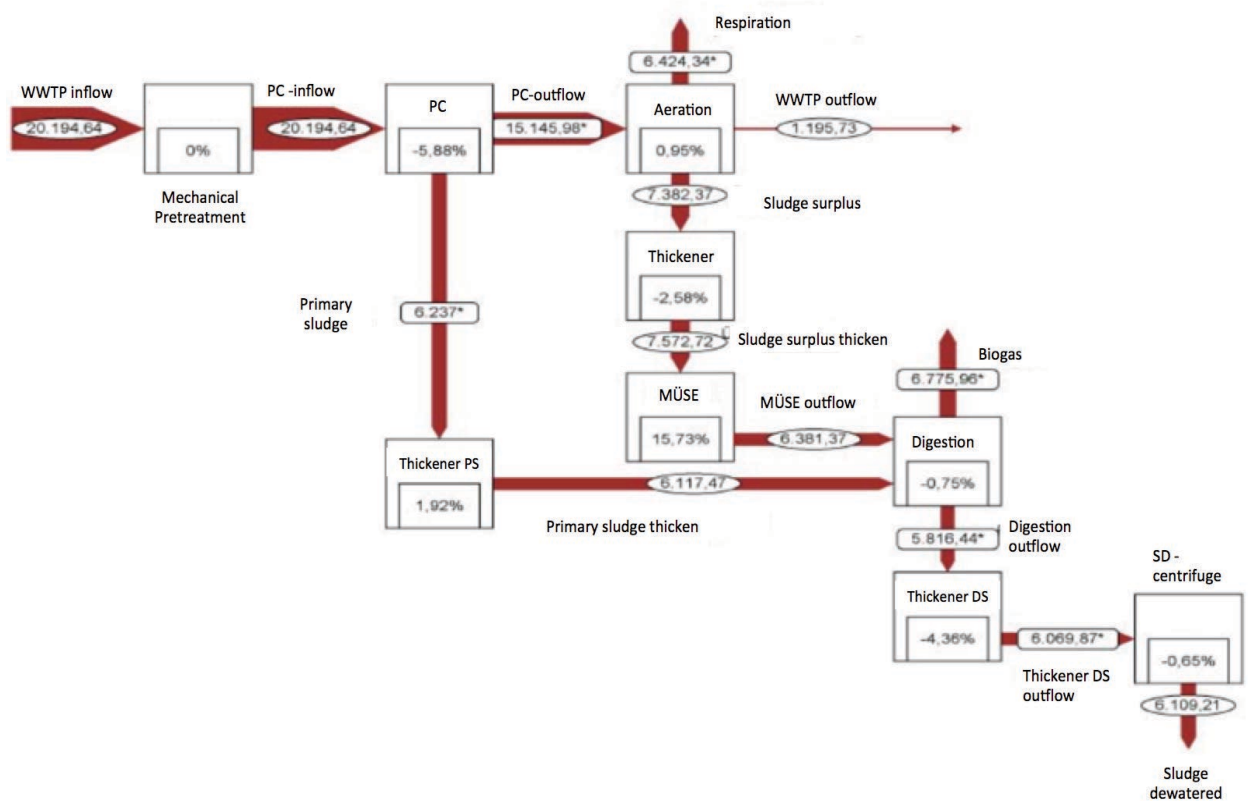 Respiration
6.424,34*
WWTP inflow
PC -inflow
PC
PC-outflow
Aeration
WWTP outflow
20.194,64
20.194,64
15.145,98*
1.195,73
0%
-5,88%
0,95%
Mechanical
Pretreatment
7.382,37
Sludge surplus
Thickener
-2,58%
Primary
sludge
6.237*
7.572,72
Sludge surplus thicken
Biogas
6.775,96*
MÜSE
MÜSE outflow
15,73%
6.381,37
Digestion
Thickener PS
6.117,47
-0,75%
1,92%
Primary sludge thicken
5.816,44*
Digestion
outflow
SD -
centrifuge
Thickener DS
-4,36%
6.069,87*
-0,65%
Thickener DS
outflow
6.109,21
Sludge
dewatered